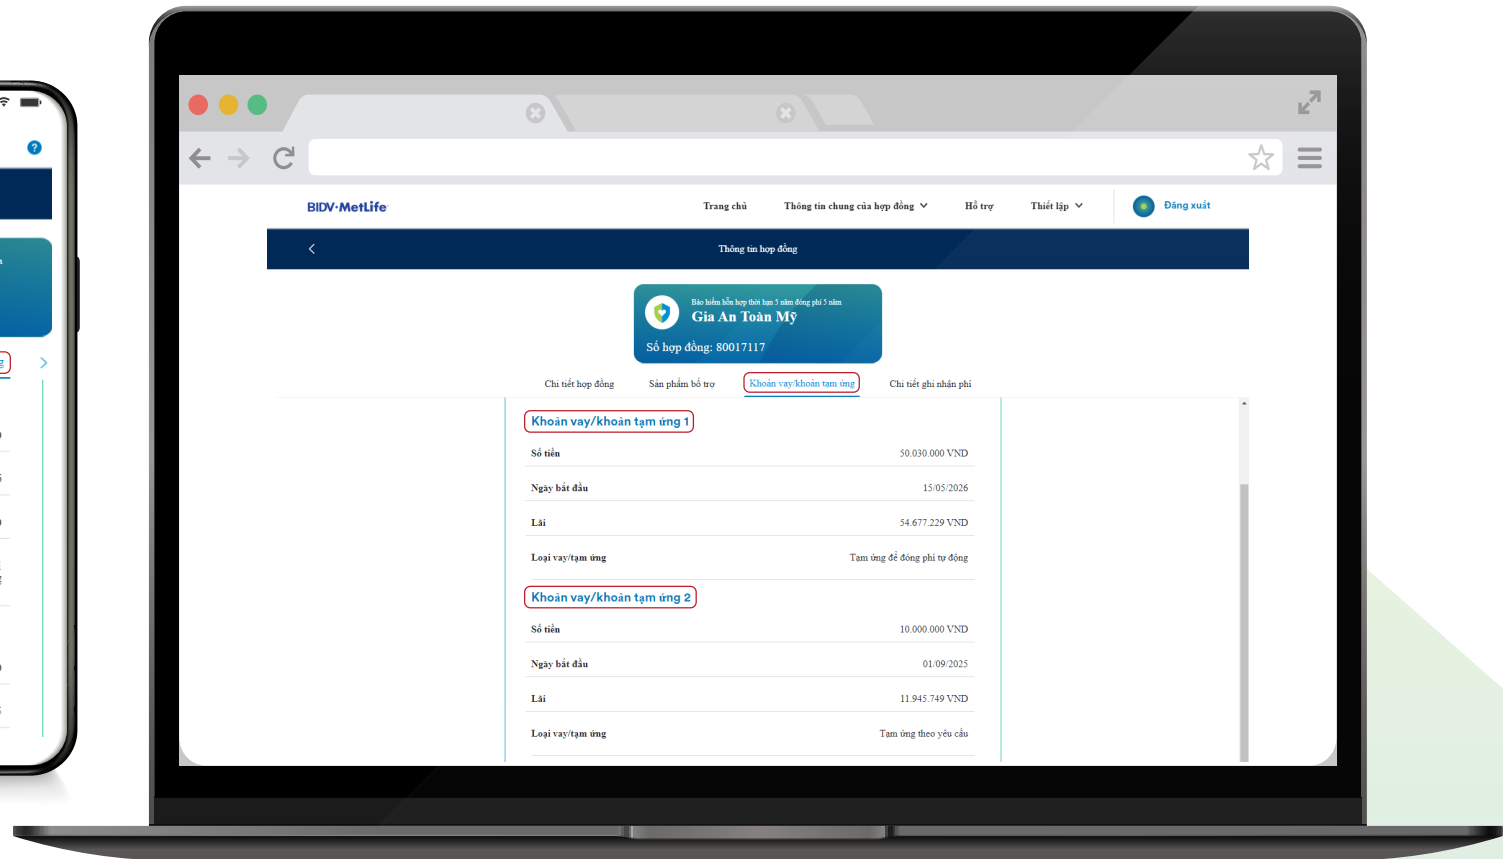 BIDV·MetLife
Trang chủ
Thông tin chung của hợp đồng
Hỗ trợ
Thiết lập
Đăng xuất
Thông tin hợp đồng
Bảo hiểm hỗn hợp thời hạn 5 năm đóng phí 5 năm
Gia An Toàn Mỹ
Số hợp đồng: 80017117
Chi tiết hợp đồng
Sản phẩm bổ trợ
Khoản vay/khoản tạm ứng
Chi tiết ghi nhận phí
Khoản vay/khoản tạm ứng 1
Số tiền 50.030.000 VND
Ngày bắt đầu 15/05/2026
Lãi 54.677.229 VND
Loại vay/tạm ứng Tạm ứng để đóng phí tự động
Khoản vay/khoản tạm ứng 2
Số tiền 10.000.000 VND
Ngày bắt đầu 01/09/2025
Lãi 11.945.749 VND
Loại vay/tạm ứng Tạm ứng theo yêu cầu